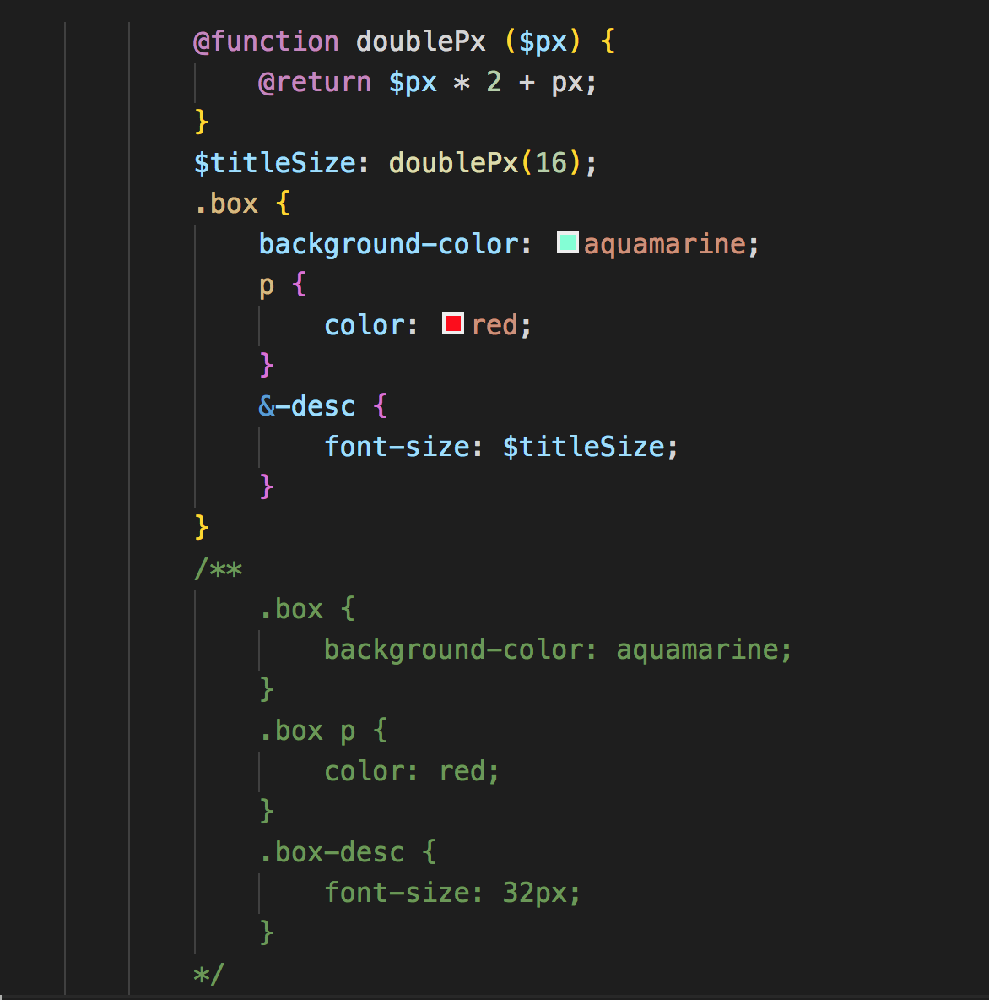 @function doublePx ($px) {
@return $px * 2 + px;
}
$titleSize: doublePx(16);
.box {
background-color: aquamarine;
p {
color: red;
}
&-desc {
font-size: $titleSize;
}
}
/**
.box {
background-color: aquamarine;
}
.box p {
color: red;
}
.box-desc {
font-size: 32px;
}
*/